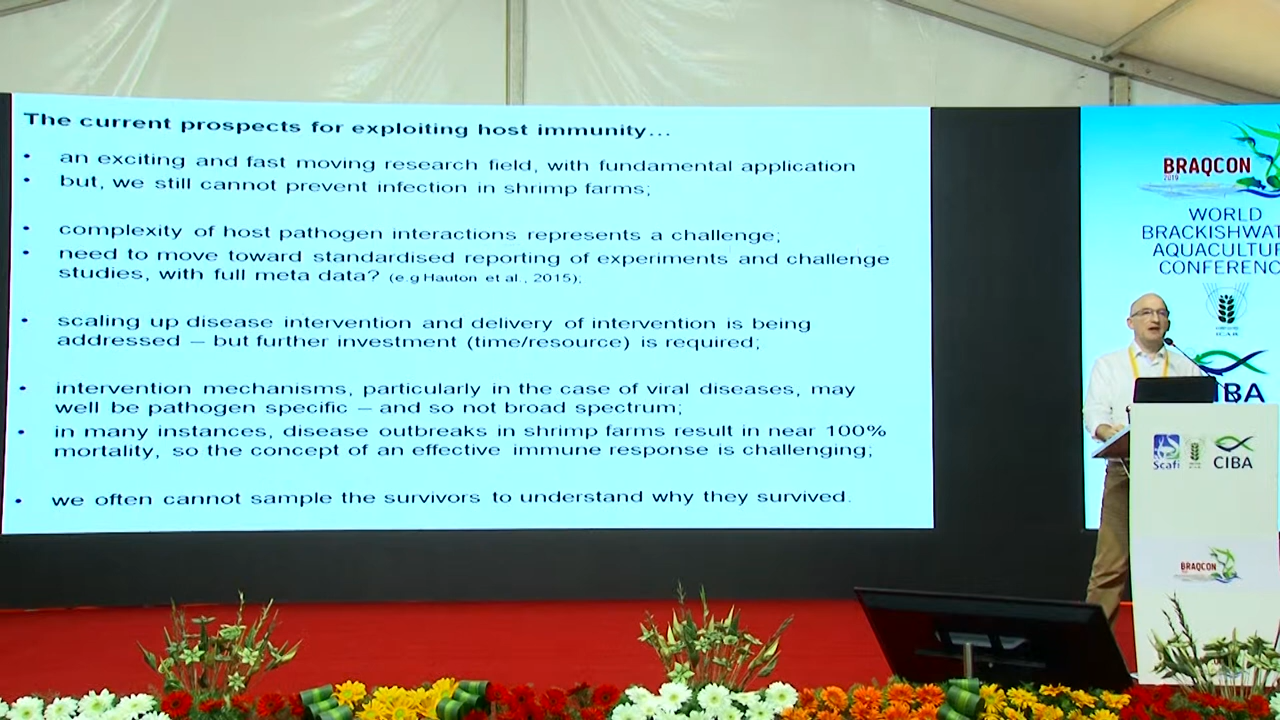 The current prospects for exploiting host immunity...
• an exciting and fast moving research field, with fundamental application
• but, we still cannot prevent infection in shrimp farms;
• complexity of host pathogen interactions represents a challenge;
• need to move toward standardised reporting of experiments and challenge
studies, with full meta data? (e.g Hauton et al., 2015);
• scaling up disease intervention and delivery of intervention is being
addressed – but further investment (time/resource) is required;
• intervention mechanisms, particularly in the case of viral diseases, may
well be pathogen specific – and so not broad spectrum;
• in many instances, disease outbreaks in shrimp farms result in near 100%
mortality, so the concept of an effective immune response is challenging;
• we often cannot sample the survivors to understand why they survived.
BRAQCON
2019
WORLD
BRACKISHWAT
AQUACULTUR
CONFERENC
ICAR
CIBA
Scafi
CIBA
BRAQCON